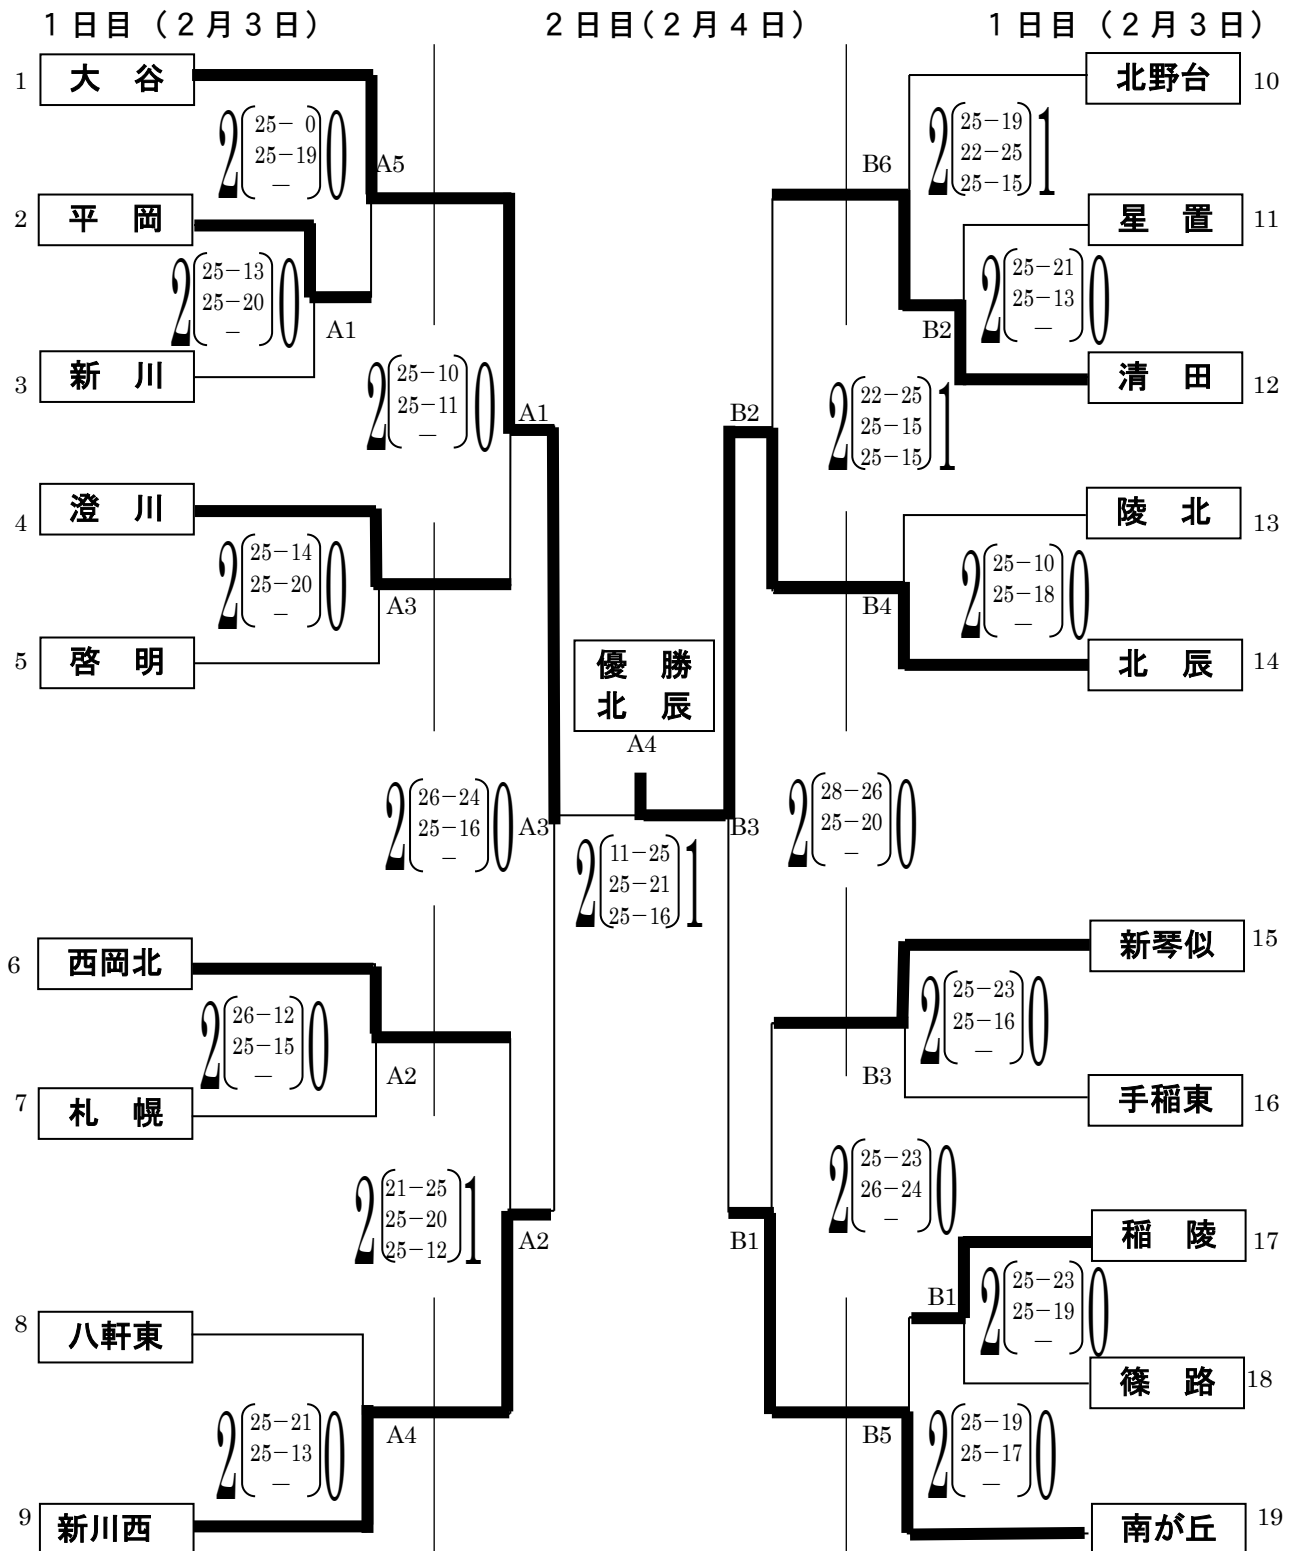 1日目（2月3日）
2日目（2月4日）
1日目（2月3日）
1
大　谷
2
25－ 0
25－19
－
0
A5
2
平　岡
2
25－13
25－20
－
0
A1
3
新　川
2
25－10
25－11
－
0
A1
4
澄　川
2
25－14
25－20
－
0
A3
5
啓　明
2
26－24
25－16
－
0
A3
6
西岡北
2
26－12
25－15
－
0
A2
7
札　幌
2
21－25
25－20
25－12
1
A2
8
八軒東
2
25－21
25－13
－
0
A4
9
新川西
優　勝
北　辰
A4
2
11－25
25－21
25－16
1
北野台
10
B6
2
25－19
22－25
25－15
1
星　置
11
2
25－21
25－13
－
0
B2
清　田
12
B2
2
22－25
25－15
25－15
1
陵　北
13
2
25－10
25－18
－
0
B4
北　辰
14
B3
2
28－26
25－20
－
0
新琴似
15
2
25－23
25－16
－
0
B3
手稲東
16
2
25－23
26－24
－
0
B1
稲　陵
17
B1
2
25－23
25－19
－
0
篠　路
18
B5
2
25－19
25－17
－
0
南が丘
19